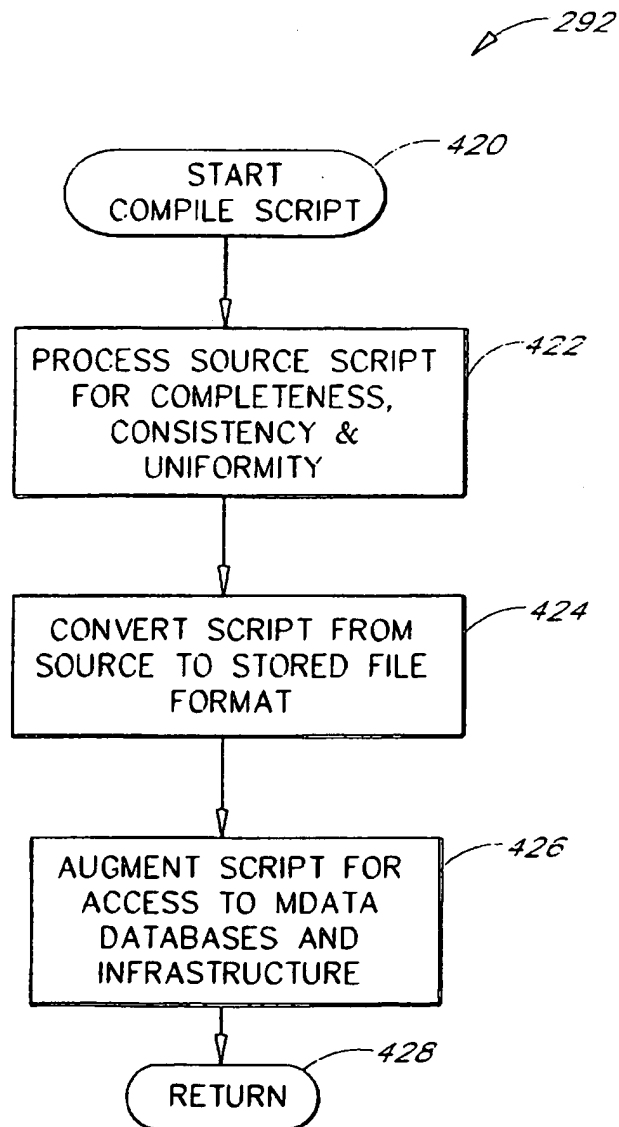 292
420
START
COMPILE SCRIPT
422
PROCESS SOURCE SCRIPT
FOR COMPLETENESS,
CONSISTENCY &
UNIFORMITY
424
CONVERT SCRIPT FROM
SOURCE TO STORED FILE
FORMAT
426
AUGMENT SCRIPT FOR
ACCESS TO MDATA
DATABASES AND
INFRASTRUCTURE
428
RETURN